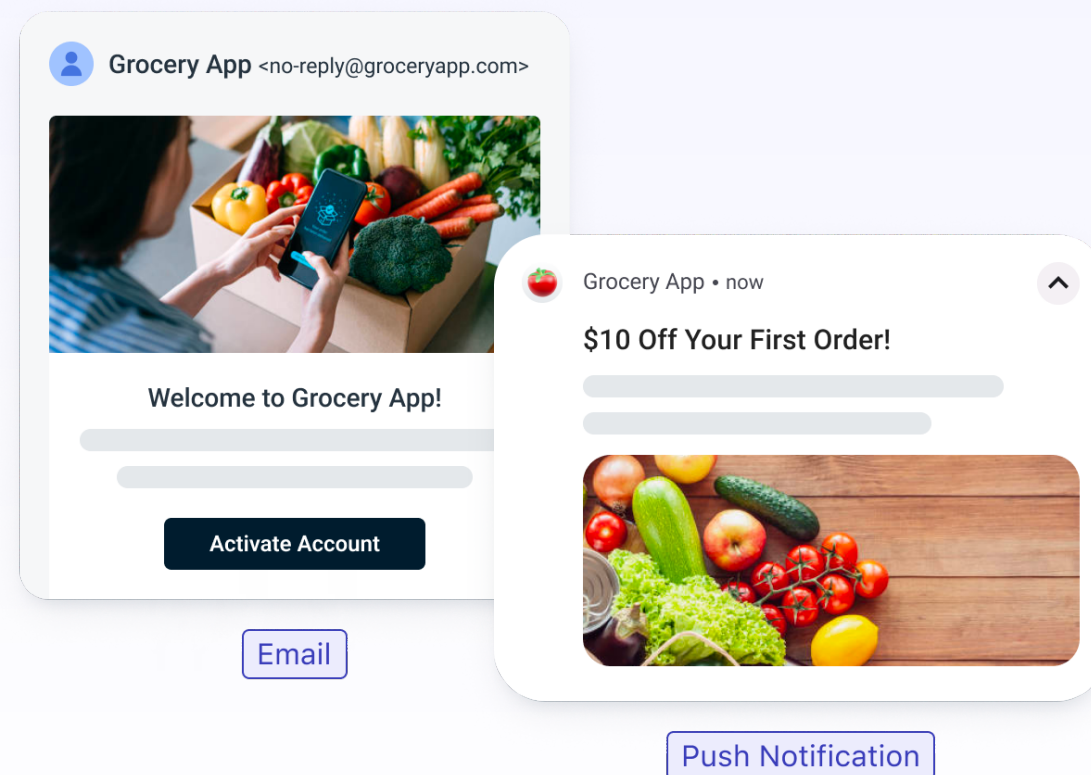 Grocery App <no-reply@groceryapp.com>
Welcome to Grocery App!
Activate Account
Email
Grocery App • now
$10 Off Your First Order!
Push Notification